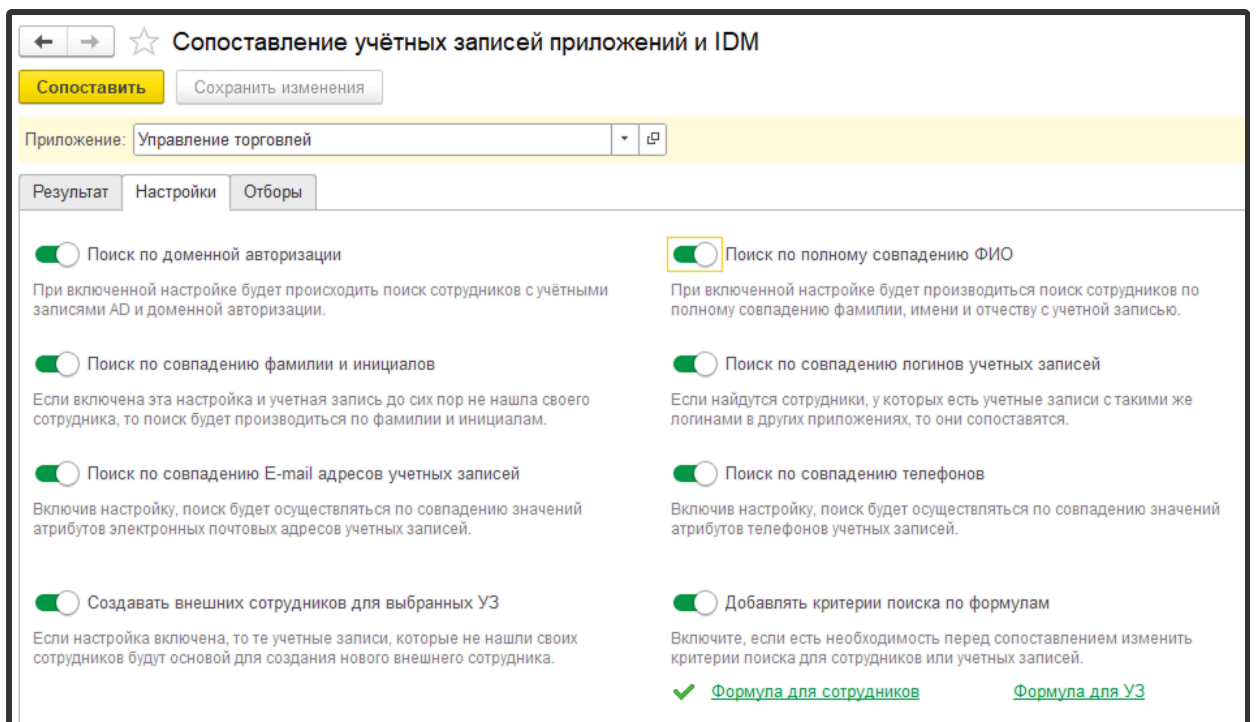 Сопоставление учётных записей приложений и IDM
Сопоставить
Сохранить изменения
Приложение: Управление торговлей
Результат
Настройки
Отборы
Поиск по доменной авторизации
При включенной настройке будет происходить поиск сотрудников с учётными
записями AD и доменной авторизации.
Поиск по полному совпадению ФИО
При включенной настройке будет производиться поиск сотрудников по
полному совпадению фамилии, имени и отчеству с учетной записью.
Поиск по совпадению фамилии и инициалов
Если включена эта настройка и учетная запись до сих пор не нашла своего
сотрудника, то поиск будет производиться по фамилии и инициалам.
Поиск по совпадению логинов учетных записей
Если найдутся сотрудники, у которых есть учетные записи с такими же
логинами в других приложениях, то они сопоставятся.
Поиск по совпадению E-mail адресов учетных записей
Включив настройку, поиск будет осуществляться по совпадению значений
атрибутов электронных почтовых адресов учетных записей.
Поиск по совпадению телефонов
Включив настройку, поиск будет осуществляться по совпадению значений
атрибутов телефонов учетных записей.
Создавать внешних сотрудников для выбранных УЗ
Если настройка включена, то те учетные записи, которые не нашли своих
сотрудников будут основой для создания нового внешнего сотрудника.
Добавлять критерии поиска по формулам
Включите, если есть необходимость перед сопоставлением изменить
критерии поиска для сотрудников или учетных записей.
Формула для сотрудников
Формула для УЗ